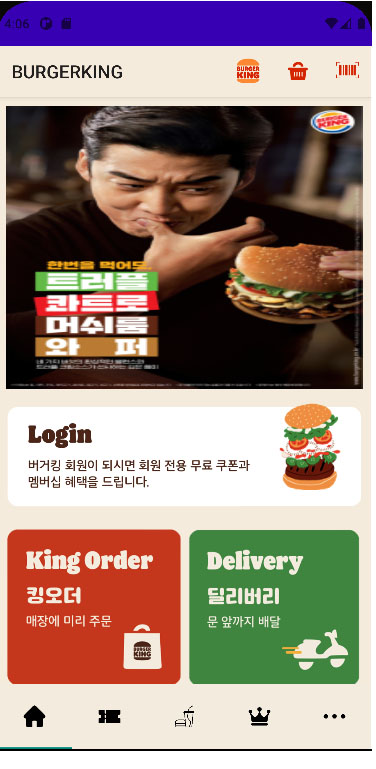 4:06
BURGERKING
BURGER
KING
BURGER
KING
한번을 먹어도
트러플
콰트로
머쉬룸
와 퍼
Login
버거킹 회원이 되시면 회원 전용 무료 쿠폰과
멤버십 혜택을 드립니다.
King Order
킹오더
매장에 미리 주문
BURGER
KING
Delivery
딜리버리
문 앞까지 배달